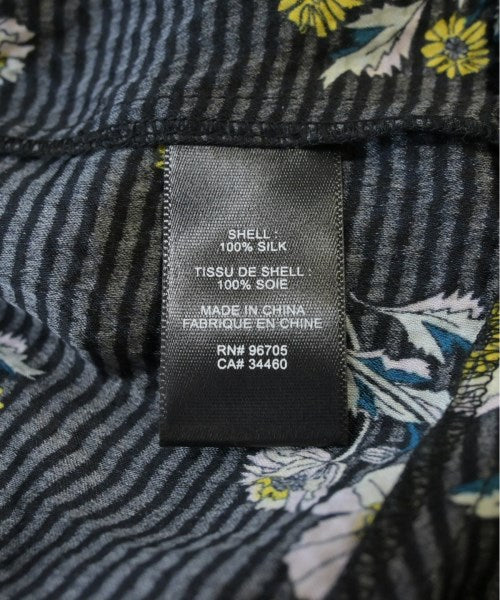 SHELL :
100% SILK
TISSU DE SHELL :
100% SOIE
MADE IN CHINA
FABRIQUE EN CHINE
RN# 96705
CA# 34460